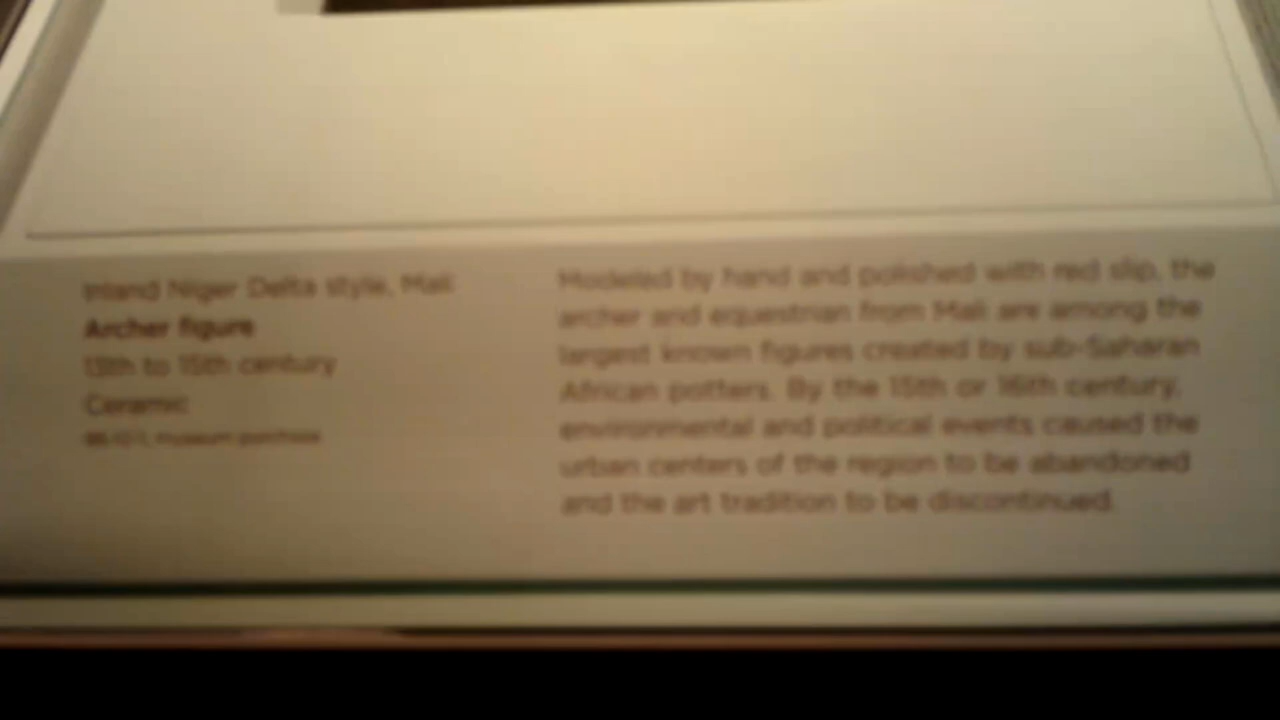 Inland Niger Delta style, Mali
Archer figure
13th to 15th century
Ceramic
museum purchase
Modeled by hand and polished with red slip, the
archer and equestrian from Mali are among the
largest known figures created by sub-Saharan
African potters. By the 15th or 16th century,
environmental and political events caused the
urban centers of the region to be abandoned
and the art tradition to be discontinued.